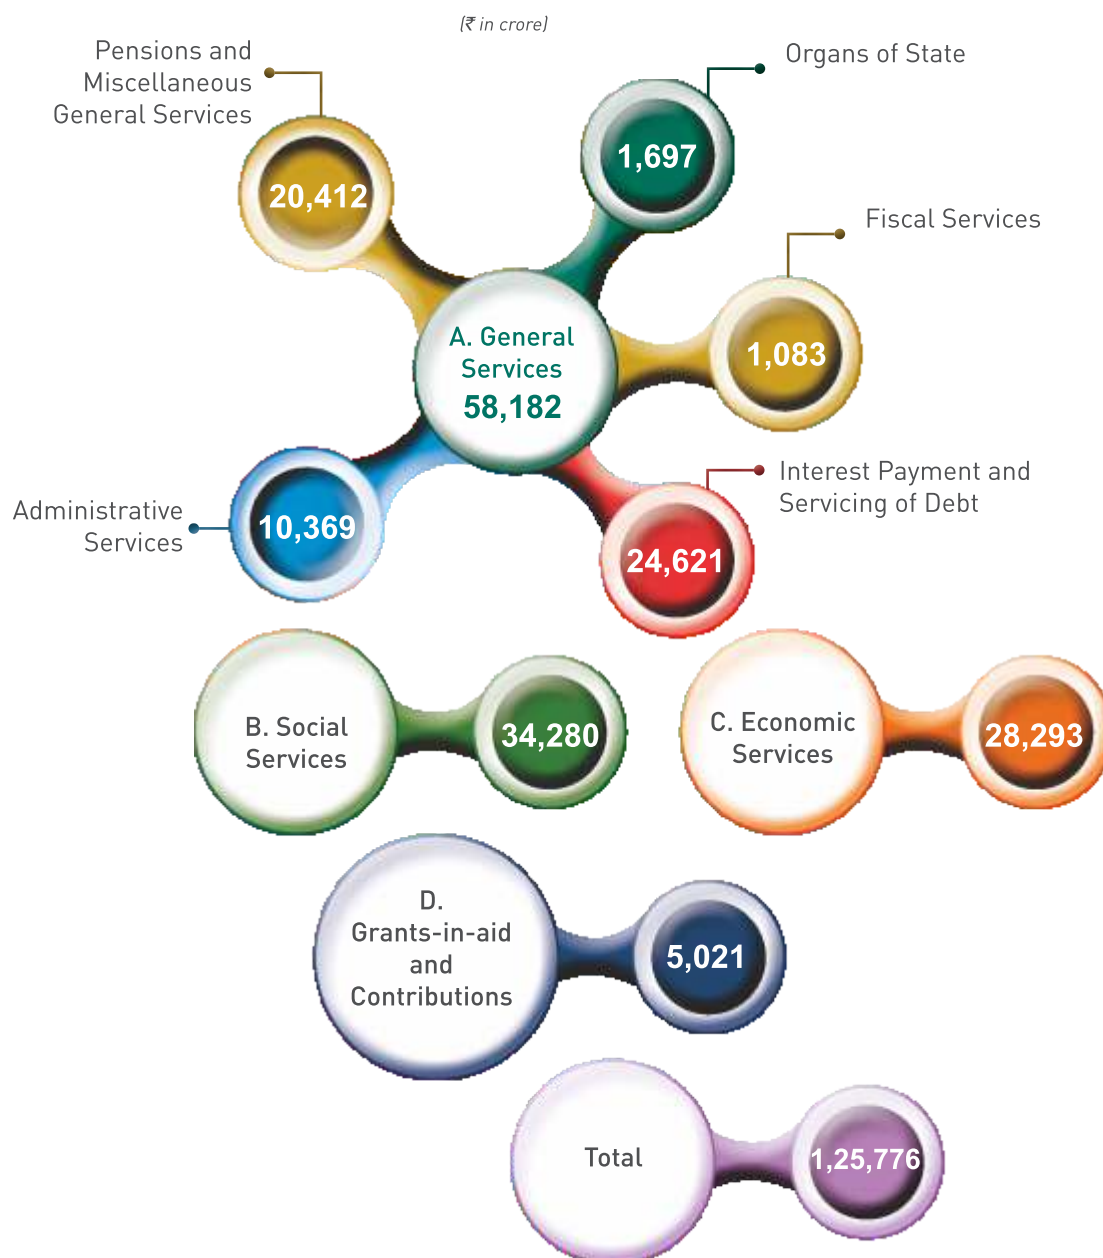 (₹ in crore)
Pensions and
Miscellaneous
General Services
20,412
Organs of State
1,697
Fiscal Services
1,083
A. General
Services
58,182
Interest Payment and
Servicing of Debt
24,621
Administrative
Services
10,369
B. Social
Services
34,280
C. Economic
Services
28,293
D.
Grants-in-aid
and
Contributions
5,021
Total
1,25,776